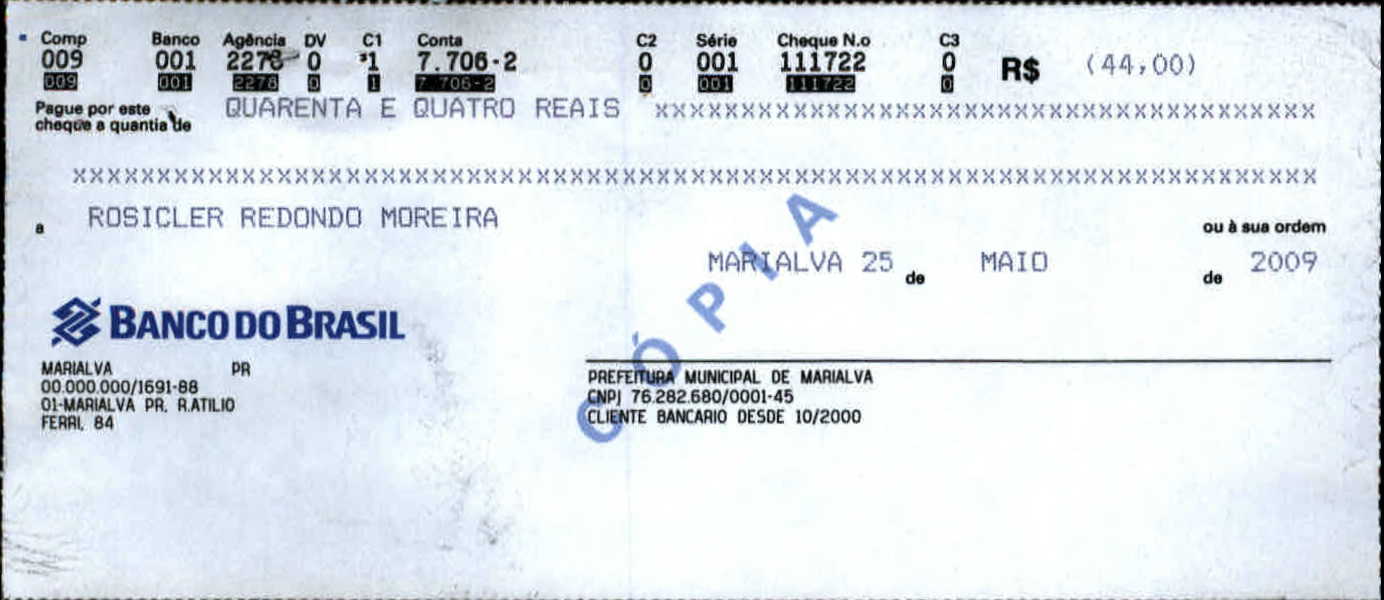 Comp Banco Agência DV C1 Conta C2 Série Cheque N.o C3
009 001 2278 0 1 7.706-2 0 001 111722 0 R$ (44,00)
009 001 2278 0 1 7.706-2 0 001 111722 0
Pague por este
cheque a quantia de QUARENTA E QUATRO REAIS xxxxxxxxxxxxxxxxxxxxxxxxxxxxxxxxxxxxxxx
xxxxxxxxxxxxxxxxxxxxxxxxxxxxxxxxxxxxxxxxxxxxxxxxxxxxxxxxxxxxxxxxxxxxxxxxxx
a ROSICLER REDONDO MOREIRA ou à sua ordem
MARIALVA 25 de MAIO de 2009
CÓPIA
BANCO DO BRASIL
MARIALVA PR
00.000.000/1691-88
01-MARIALVA PR. R.ATILIO
FERRI, 84
PREFEITURA MUNICIPAL DE MARIALVA
CNPJ 76.282.680/0001-45
CLIENTE BANCARIO DESDE 10/2000